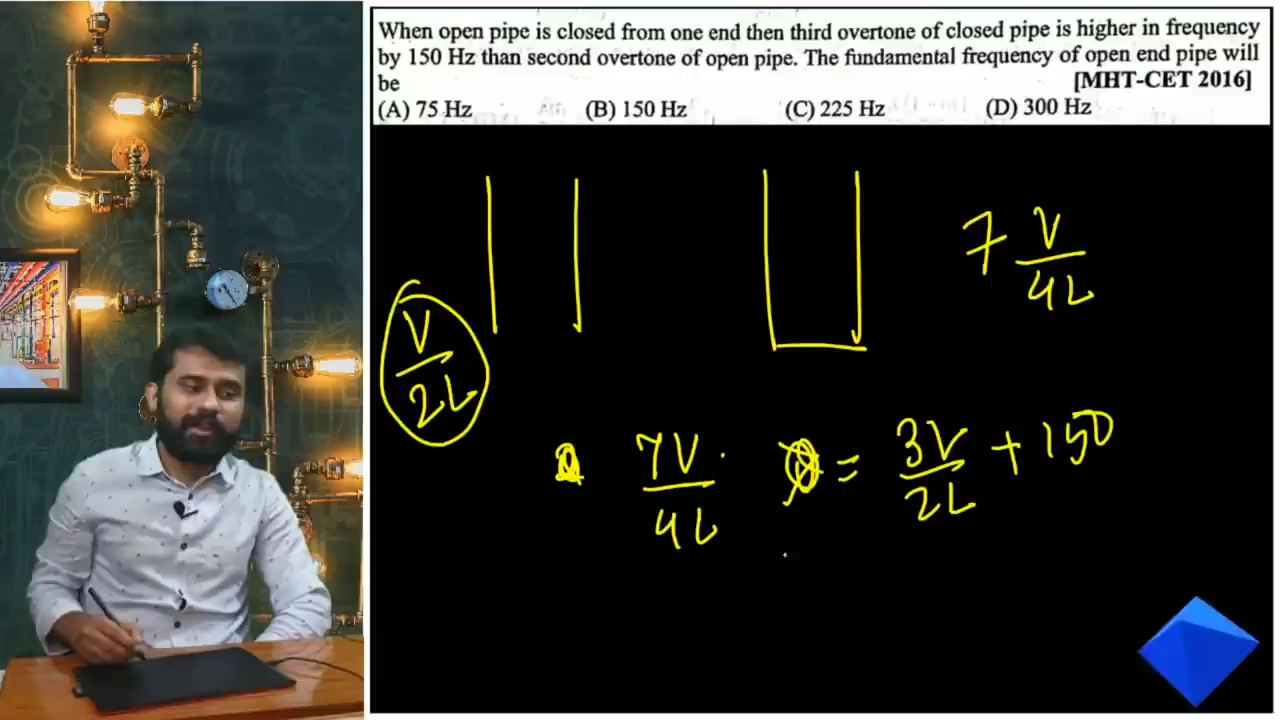 When open pipe is closed from one end then third overtone of closed pipe is higher in frequency
by 150 Hz than second overtone of open pipe. The fundamental frequency of open end pipe will
be [MHT-CET 2016]
(A) 75 Hz (B) 150 Hz (C) 225 Hz (D) 300 Hz
7 V/4L
V/2L
7V/4L = 3V/2L + 150